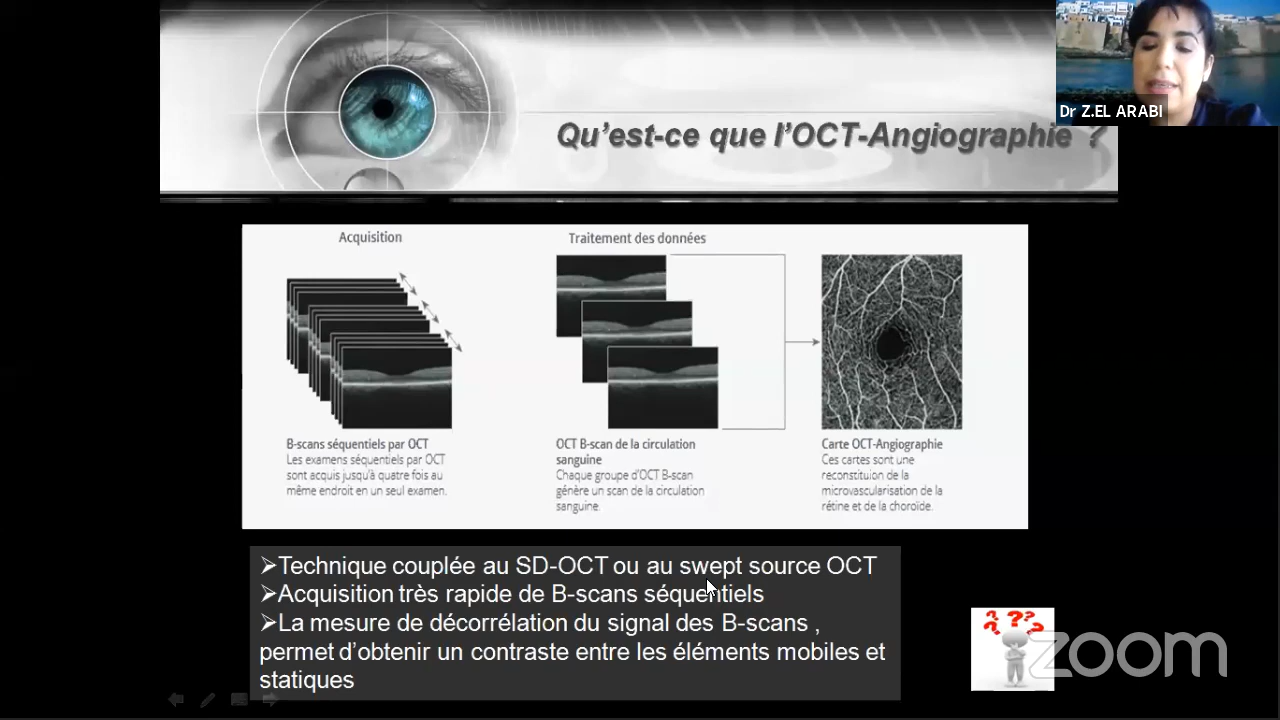 Dr Z.EL ARABI
Qu’est-ce que l’OCT-Angiographie ?
Acquisition
B-scans séquentiels par OCT
Les examens séquentiels par OCT
sont acquis jusqu'à quatre fois au
même endroit en un seul examen.
Traitement des données
OCT B-scan de la circulation
sanguine
Chaque groupe d'OCT B-scan
génère un scan de la circulation
sanguine.
Carte OCT-Angiographie
Ces cartes sont une
reconstituion de la
microvascularisation de la
rétine et de la choroïde.
➢Technique couplée au SD-OCT ou au swept source OCT
➢Acquisition très rapide de B-scans séquentiels
➢La mesure de décorrélation du signal des B-scans ,
permet d’obtenir un contraste entre les éléments mobiles et
statiques
???
zoom